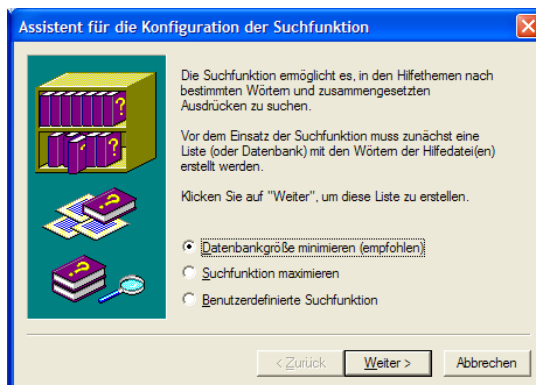 Assistent für die Konfiguration der Suchfunktion
Die Suchfunktion ermöglicht es, in den Hilfethemen nach
bestimmten Wörtern und zusammengesetzten
Ausdrücken zu suchen.
Vor dem Einsatz der Suchfunktion muss zunächst eine
Liste (oder Datenbank) mit den Wörtern der Hilfedatei(en)
erstellt werden.
Klicken Sie auf "Weiter", um diese Liste zu erstellen.
Datenbankgröße minimieren (empfohlen)
Suchfunktion maximieren
Benutzerdefinierte Suchfunktion
< Zurück Weiter > Abbrechen